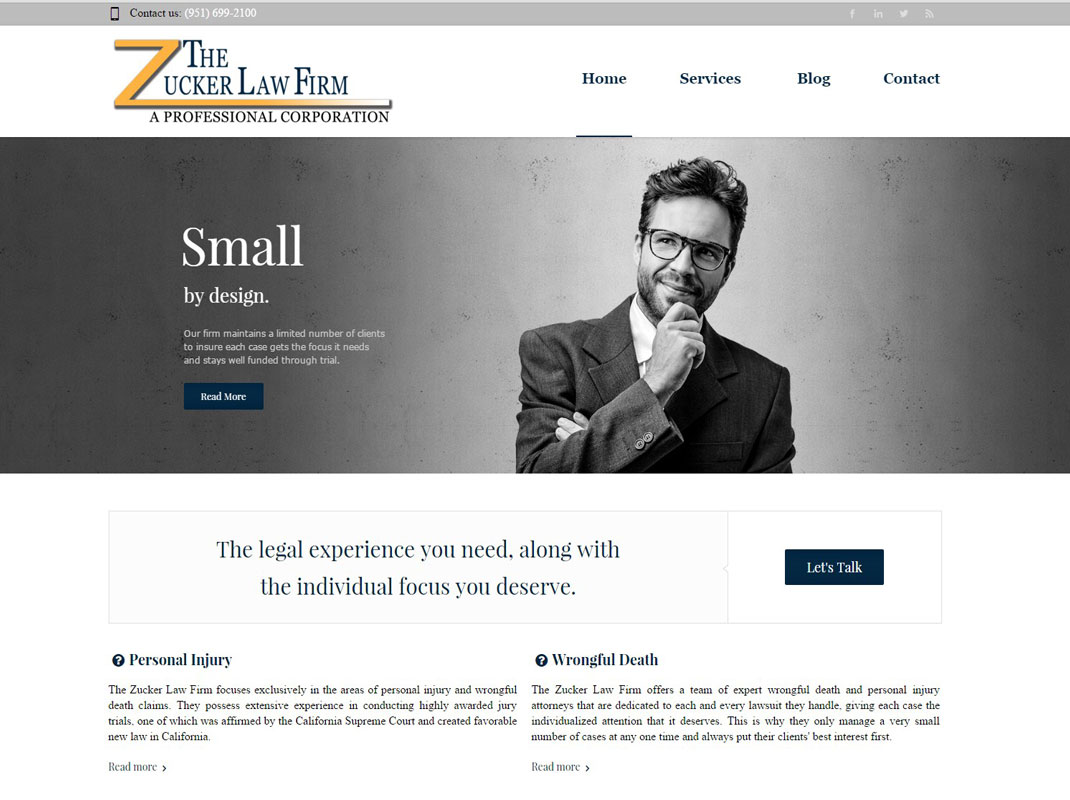 Contact us: (951) 699-2100
THE
ZUCKER LAW FIRM
A PROFESSIONAL CORPORATION
Home Services Blog Contact
Small
by design.
Our firm maintains a limited number of clients
to insure each case gets the focus it needs
and stays well funded through trial.
Read More
The legal experience you need, along with
the individual focus you deserve.
Let's Talk
Personal Injury
The Zucker Law Firm focuses exclusively in the areas of personal injury and wrongful
death claims. They possess extensive experience in conducting highly awarded jury
trials, one of which was affirmed by the California Supreme Court and created favorable
new law in California.
Read more
Wrongful Death
The Zucker Law Firm offers a team of expert wrongful death and personal injury
attorneys that are dedicated to each and every lawsuit they handle, giving each case the
individualized attention that it deserves. This is why they only manage a very small
number of cases at any one time and always put their clients' best interest first.
Read more